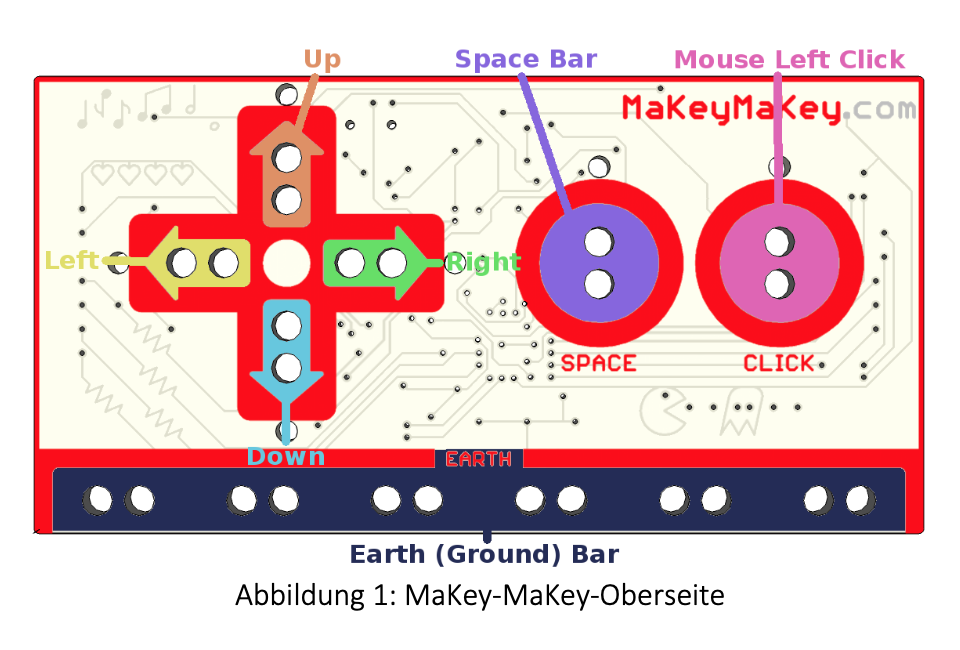 Up
Space Bar
Mouse Left Click
MaKeyMaKey.com
Left
Right
SPACE
CLICK
Down
EARTH
Earth (Ground) Bar
Abbildung 1: MaKey-MaKey-Oberseite